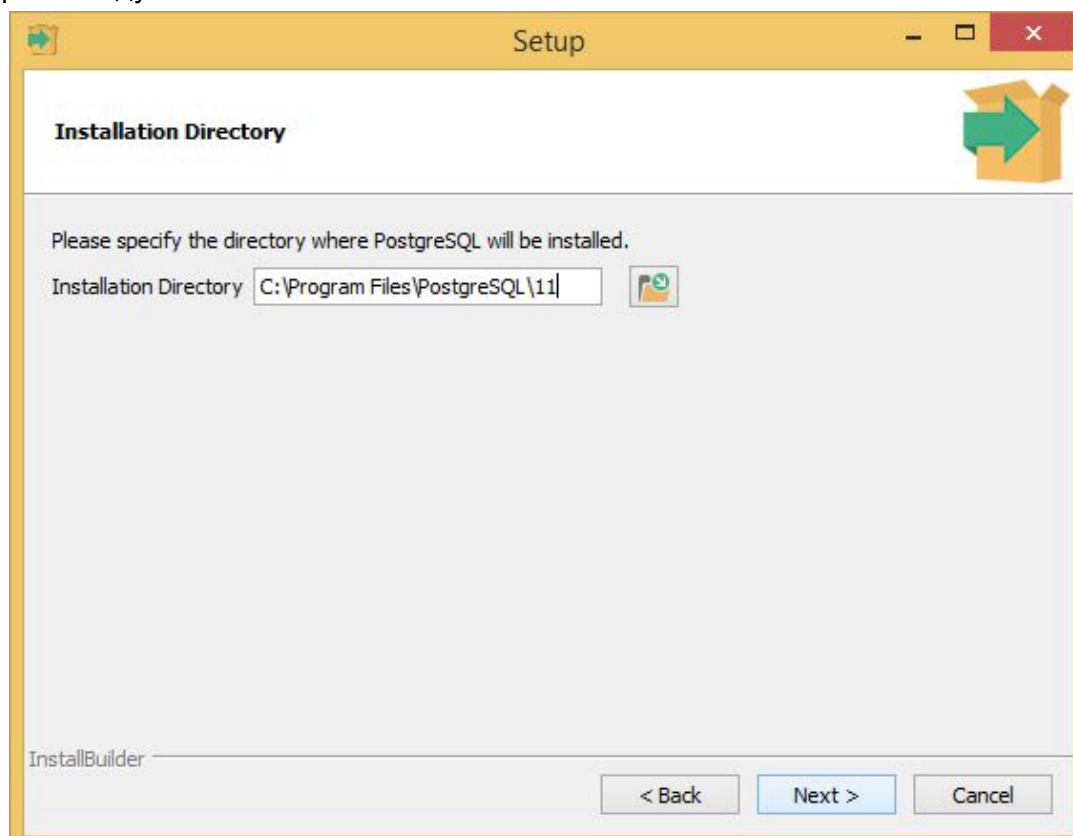 Setup
Installation Directory
Please specify the directory where PostgreSQL will be installed.
Installation Directory C:\Program Files\PostgreSQL\11
InstallBuilder
< Back Next > Cancel